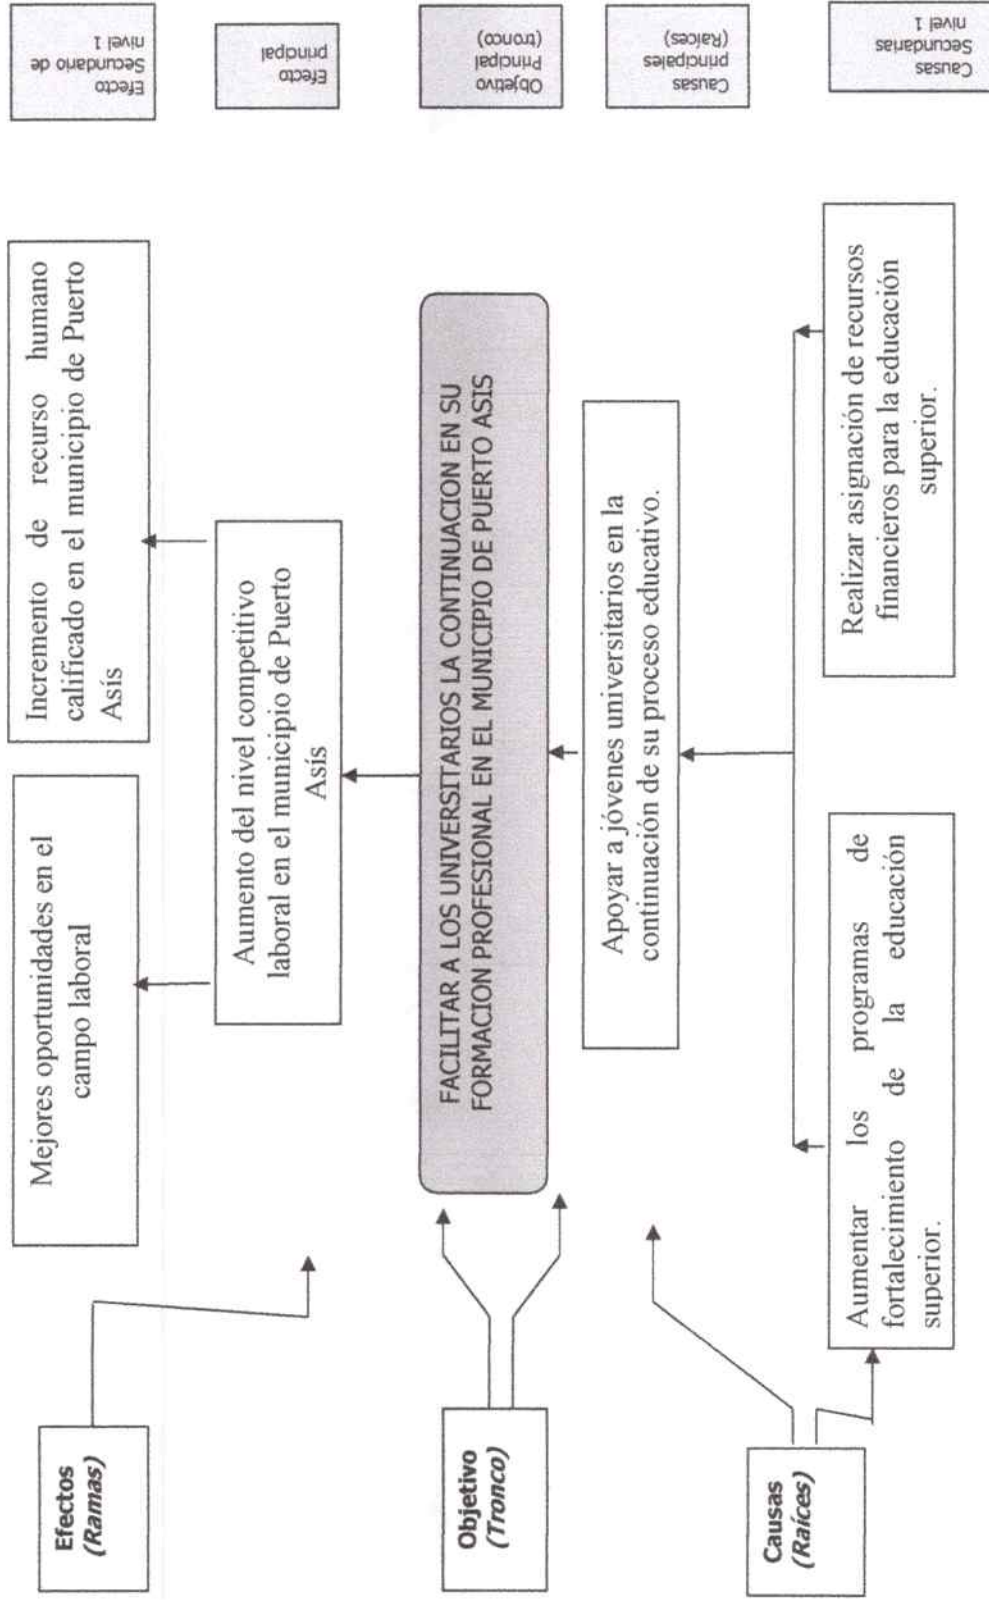 Efectos
(Ramas)
Mejores oportunidades en el
campo laboral
Incremento de recurso humano
calificado en el municipio de Puerto
Asís
Efecto
Secundario de
nivel 1
Aumento del nivel competitivo
laboral en el municipio de Puerto
Asís
Efecto
principal
Objetivo
(Tronco)
FACILITAR A LOS UNIVERSITARIOS LA CONTINUACION EN SU
FORMACION PROFESIONAL EN EL MUNICIPIO DE PUERTO ASIS
Objetivo
Principal
(tronco)
Apoyar a jóvenes universitarios en la
continuación de su proceso educativo.
Causas
principales
(Raíces)
Causas
(Raíces)
Aumentar los programas de
fortalecimiento de la educación
superior.
Realizar asignación de recursos
financieros para la educación
superior.
Causas
Secundarias
nivel 1